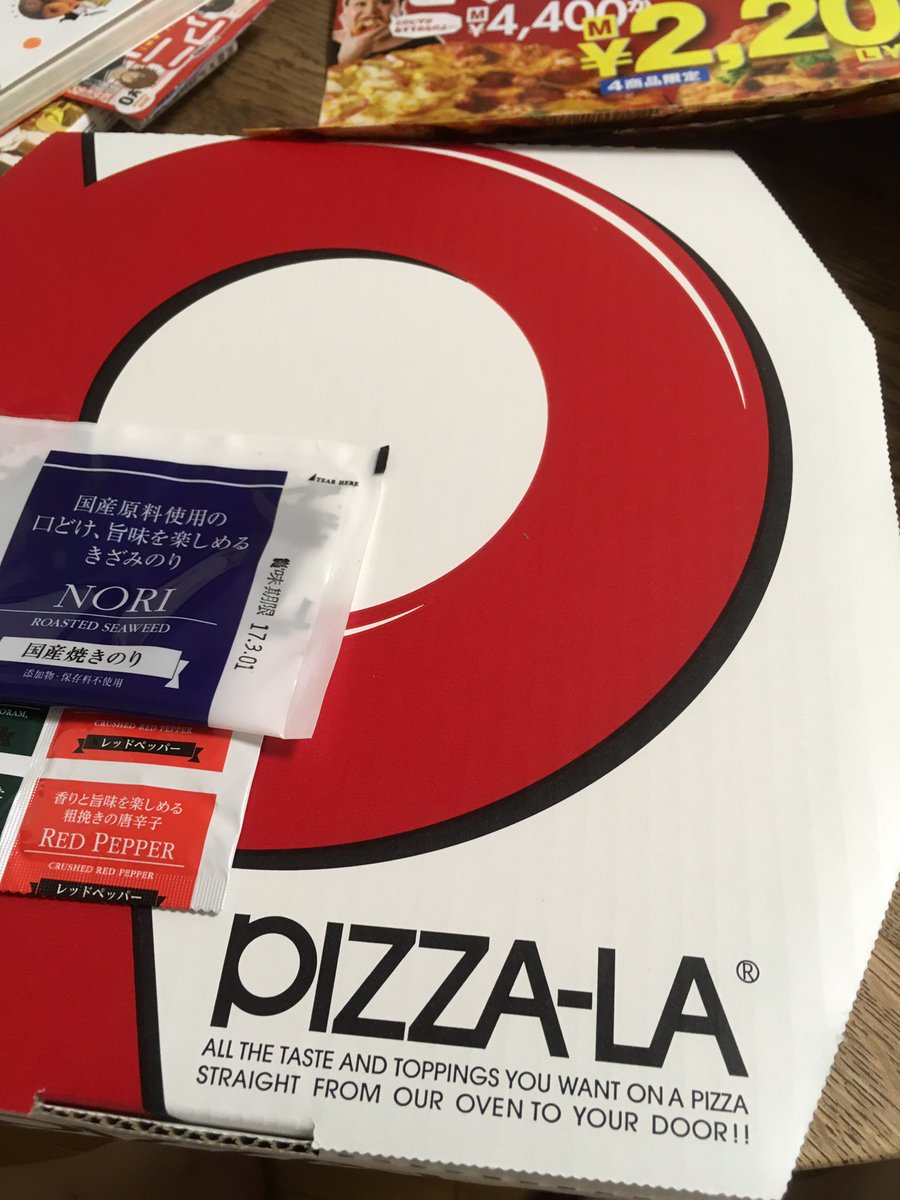 M
¥4,400か
M
¥2,20
4商品限定
▲TEAR HERE
国産原料使用の
口どけ、旨味を楽しめる
きざみのり
NORI
ROASTED SEAWEED
国産焼きのり
添加物・保存料不使用
賞味期限 17.3.01
CRUSHED RED PEPPER
レッドペッパー
香りと旨味を楽しめる
粗挽きの唐辛子
RED PEPPER
CRUSHED RED PEPPER
レッドペッパー
PIZZA-LA®
ALL THE TASTE AND TOPPINGS YOU WANT ON A PIZZA
STRAIGHT FROM OUR OVEN TO YOUR DOOR!!